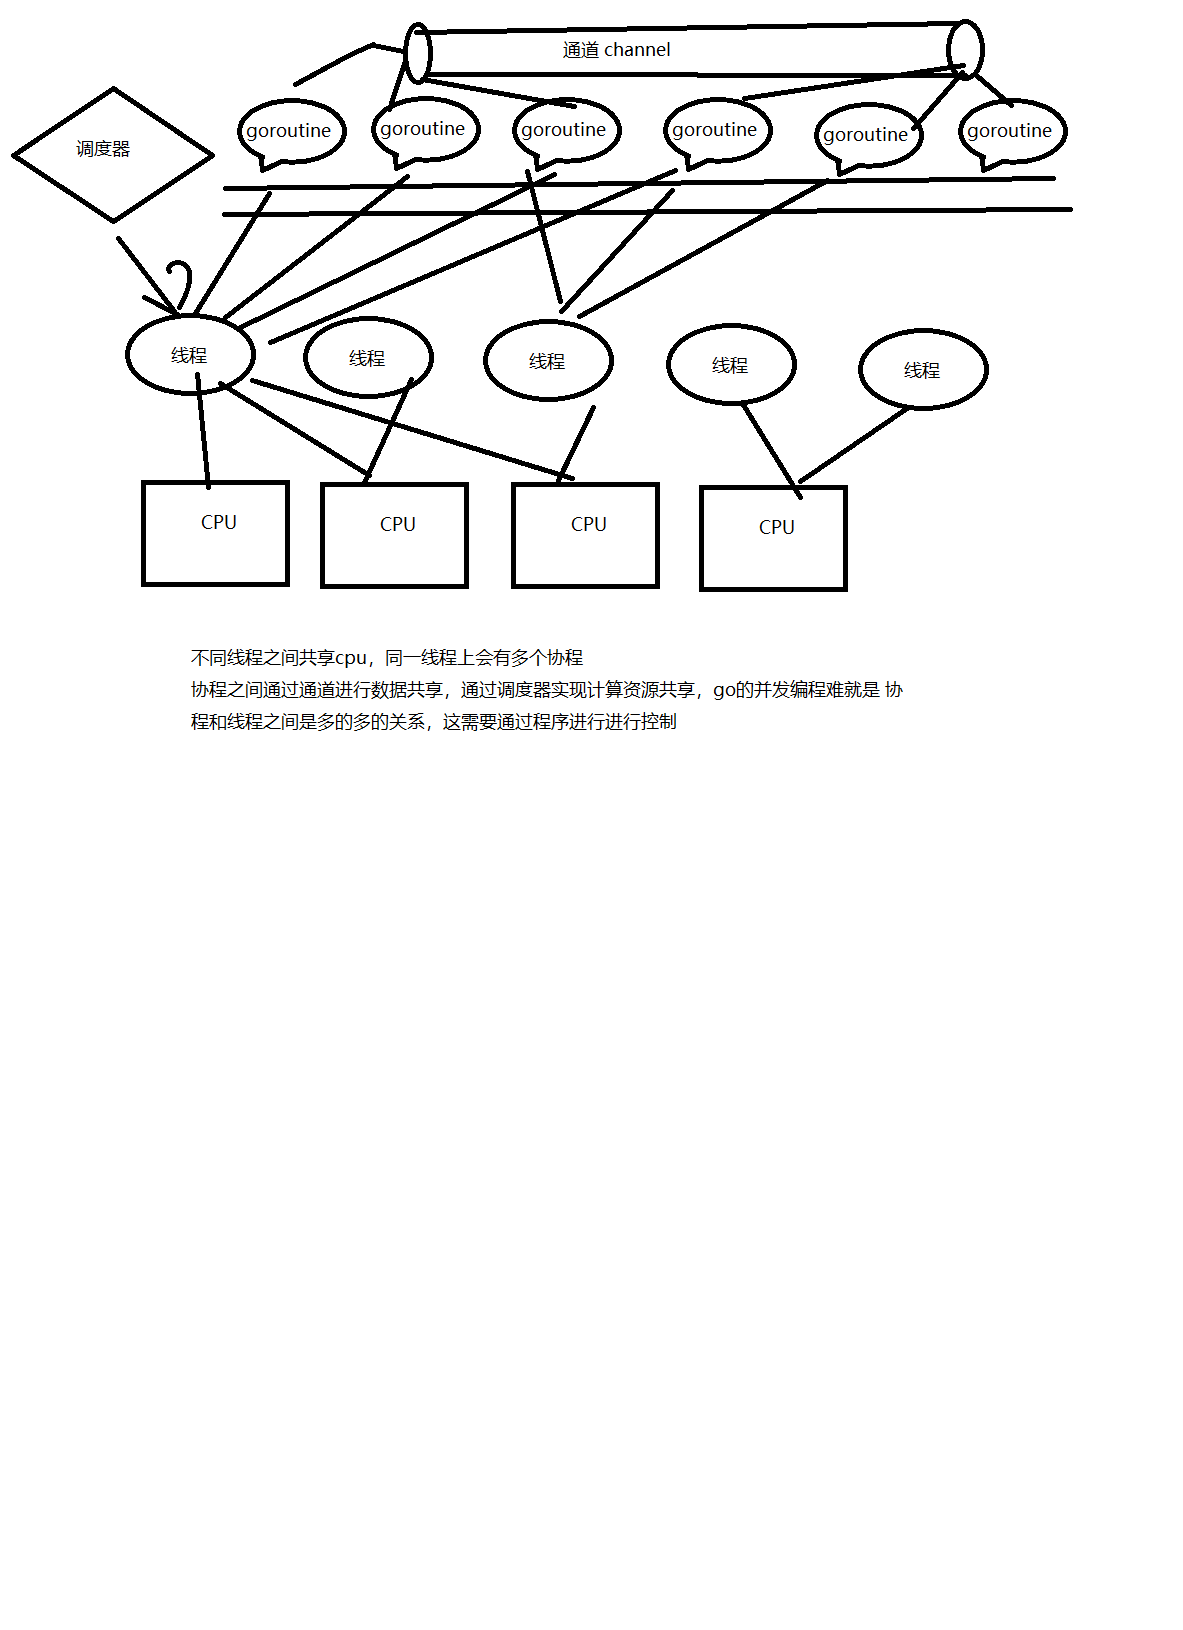 通道 channel
goroutine
goroutine
goroutine
goroutine
goroutine
goroutine
调度器
线程
线程
线程
线程
线程
CPU
CPU
CPU
CPU
不同线程之间共享cpu，同一线程上会有多个协程
协程之间通过通道进行数据共享，通过调度器实现计算资源共享，go的并发编程难就是 协
程和线程之间是多的多的关系，这需要通过程序进行进行控制